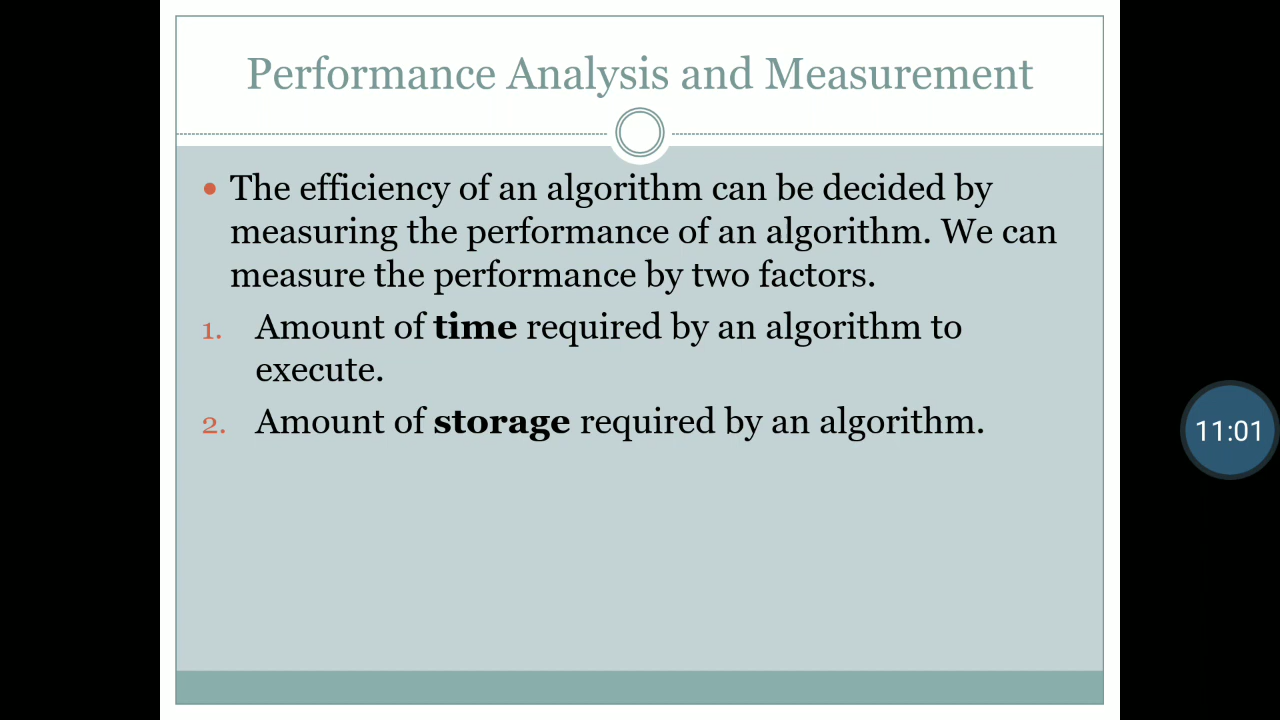 Performance Analysis and Measurement
• The efficiency of an algorithm can be decided by
measuring the performance of an algorithm. We can
measure the performance by two factors.
1. Amount of time required by an algorithm to
execute.
2. Amount of storage required by an algorithm.
11:01